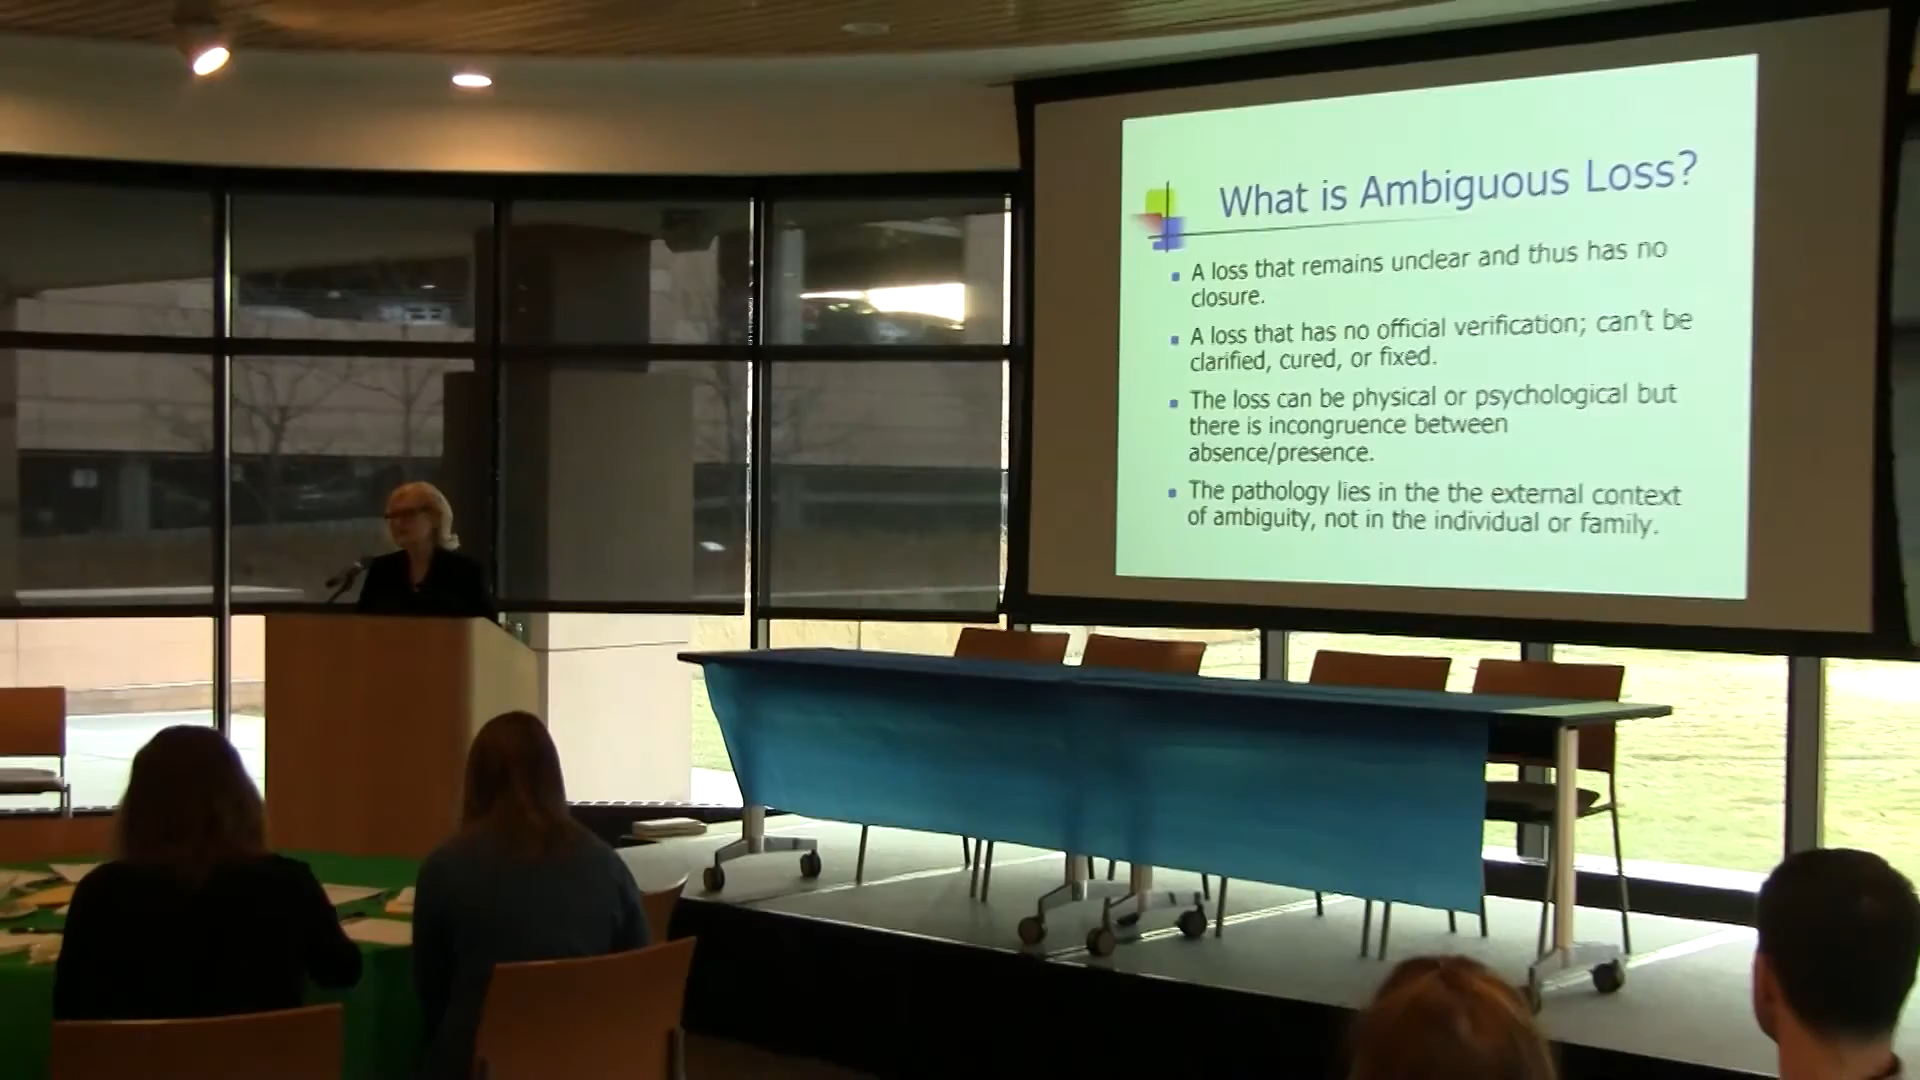 What is Ambiguous Loss?
A loss that remains unclear and thus has no
closure.
A loss that has no official verification; can't be
clarified, cured, or fixed.
The loss can be physical or psychological but
there is incongruence between
absence/presence.
The pathology lies in the the external context
of ambiguity, not in the individual or family.